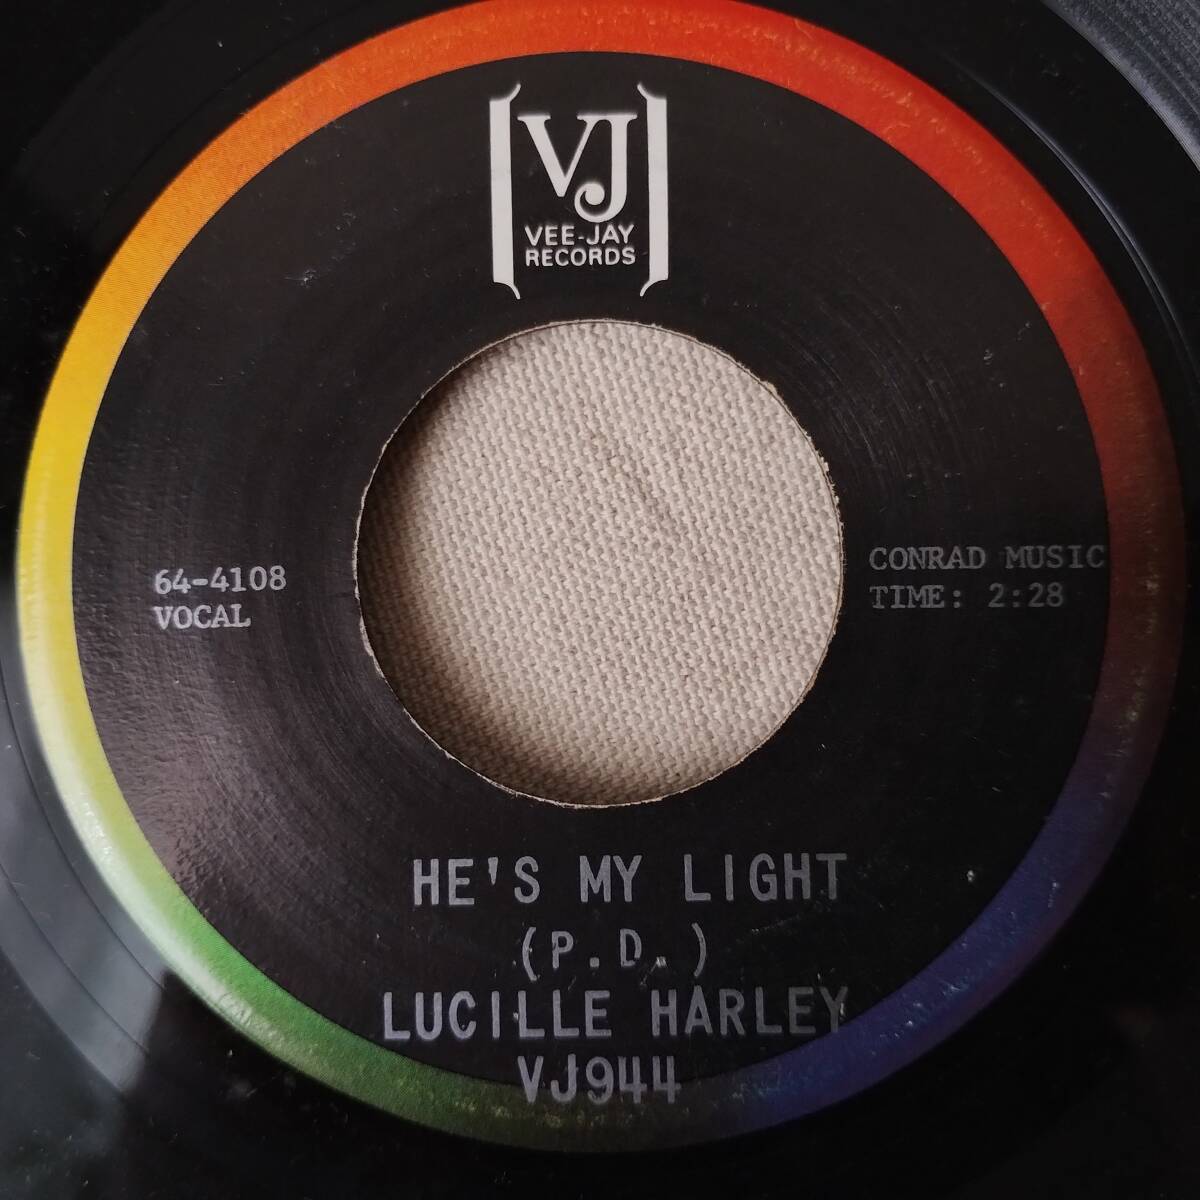 VJ
VEE-JAY
RECORDS
64-4108
VOCAL
CONRAD MUSIC
TIME: 2:28
HE'S MY LIGHT
(P.D.)
LUCILLE HARLEY
VJ944